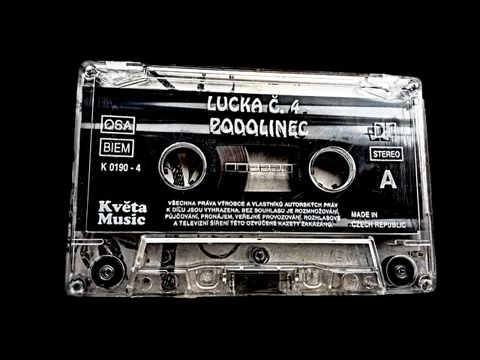 LUCKA Č. 4
PODOLINEC
OSA
BIEM
K 0190 - 4
STEREO
A
VŠECHNA PRÁVA VÝROBCE A VLASTNÍKŮ AUTORSKÝCH PRÁV
K DÍLU JSOU VYHRAZENA. BEZ SOUHLASU JE ROZMNOŽOVÁNÍ,
PŮJČOVÁNÍ, PRONÁJEM, VEŘEJNÉ PROVOZOVÁNÍ, ROZHLASOVÉ
A TELEVIZNÍ ŠÍŘENÍ TÉTO OZVUČENÉ KAZETY ZAKÁZÁNO.
Květa
Music
MADE IN
CZECH REPUBLIC